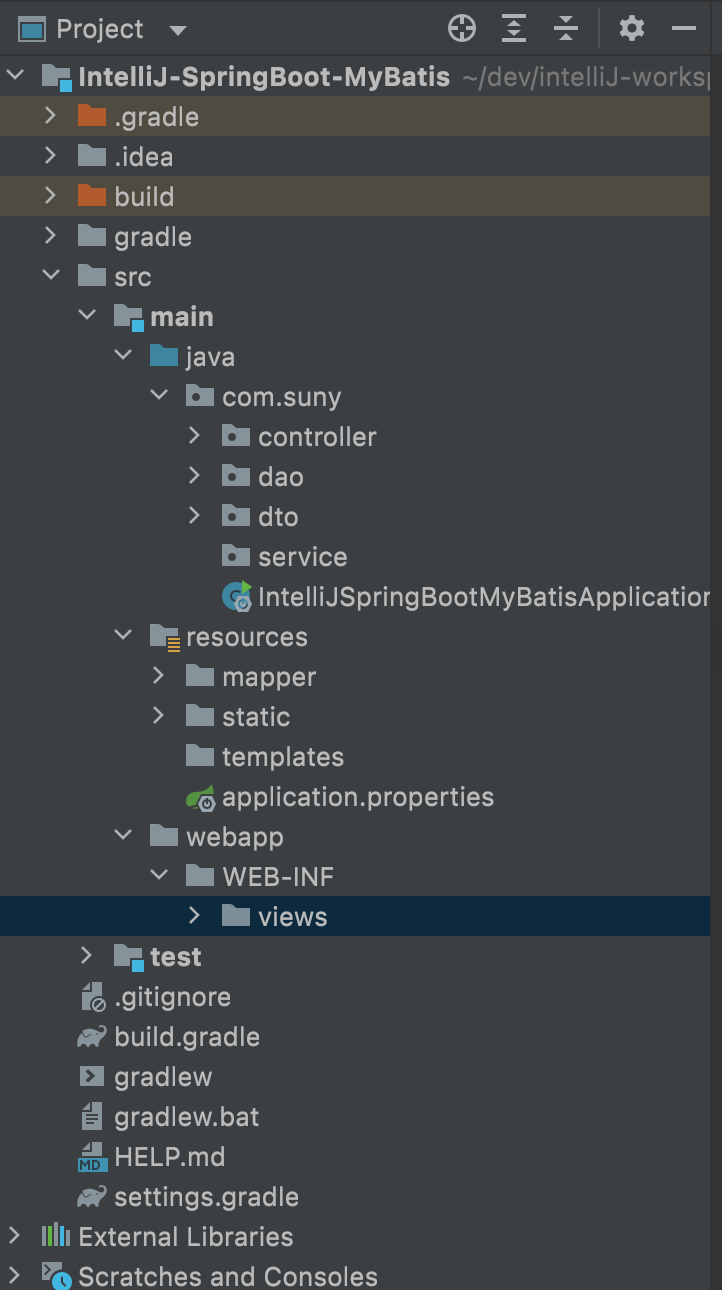 Project
IntelliJ-SpringBoot-MyBatis ~/dev/intelliJ-works
.gradle
.idea
build
gradle
src
main
java
com.suny
controller
dao
dto
service
IntelliJSpringBootMyBatisApplication
resources
mapper
static
templates
application.properties
webapp
WEB-INF
views
test
.gitignore
build.gradle
gradlew
gradlew.bat
MD HELP.md
settings.gradle
External Libraries
Scratches and Consoles